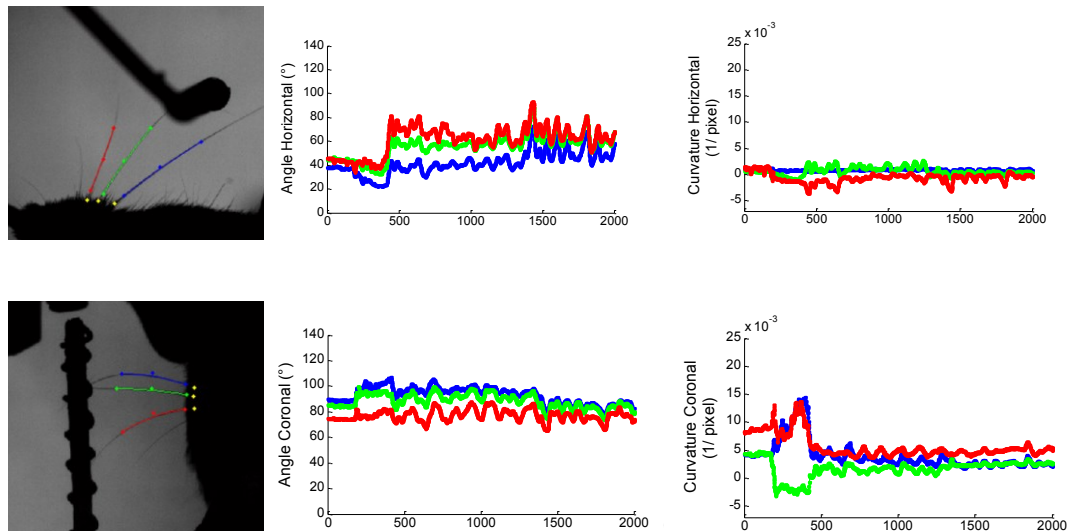 x 10⁻³
140
120
100
80
60
40
20
0
Angle Horizontal (°)
0 500 1000 1500 2000
25
20
15
10
5
0
-5
Curvature Horizontal
(1/ pixel)
0 500 1000 1500 2000
140
120
100
80
60
40
20
0
Angle Coronal (°)
0 500 1000 1500 2000
x 10⁻³
25
20
15
10
5
0
-5
Curvature Coronal
(1/ pixel)
0 500 1000 1500 2000